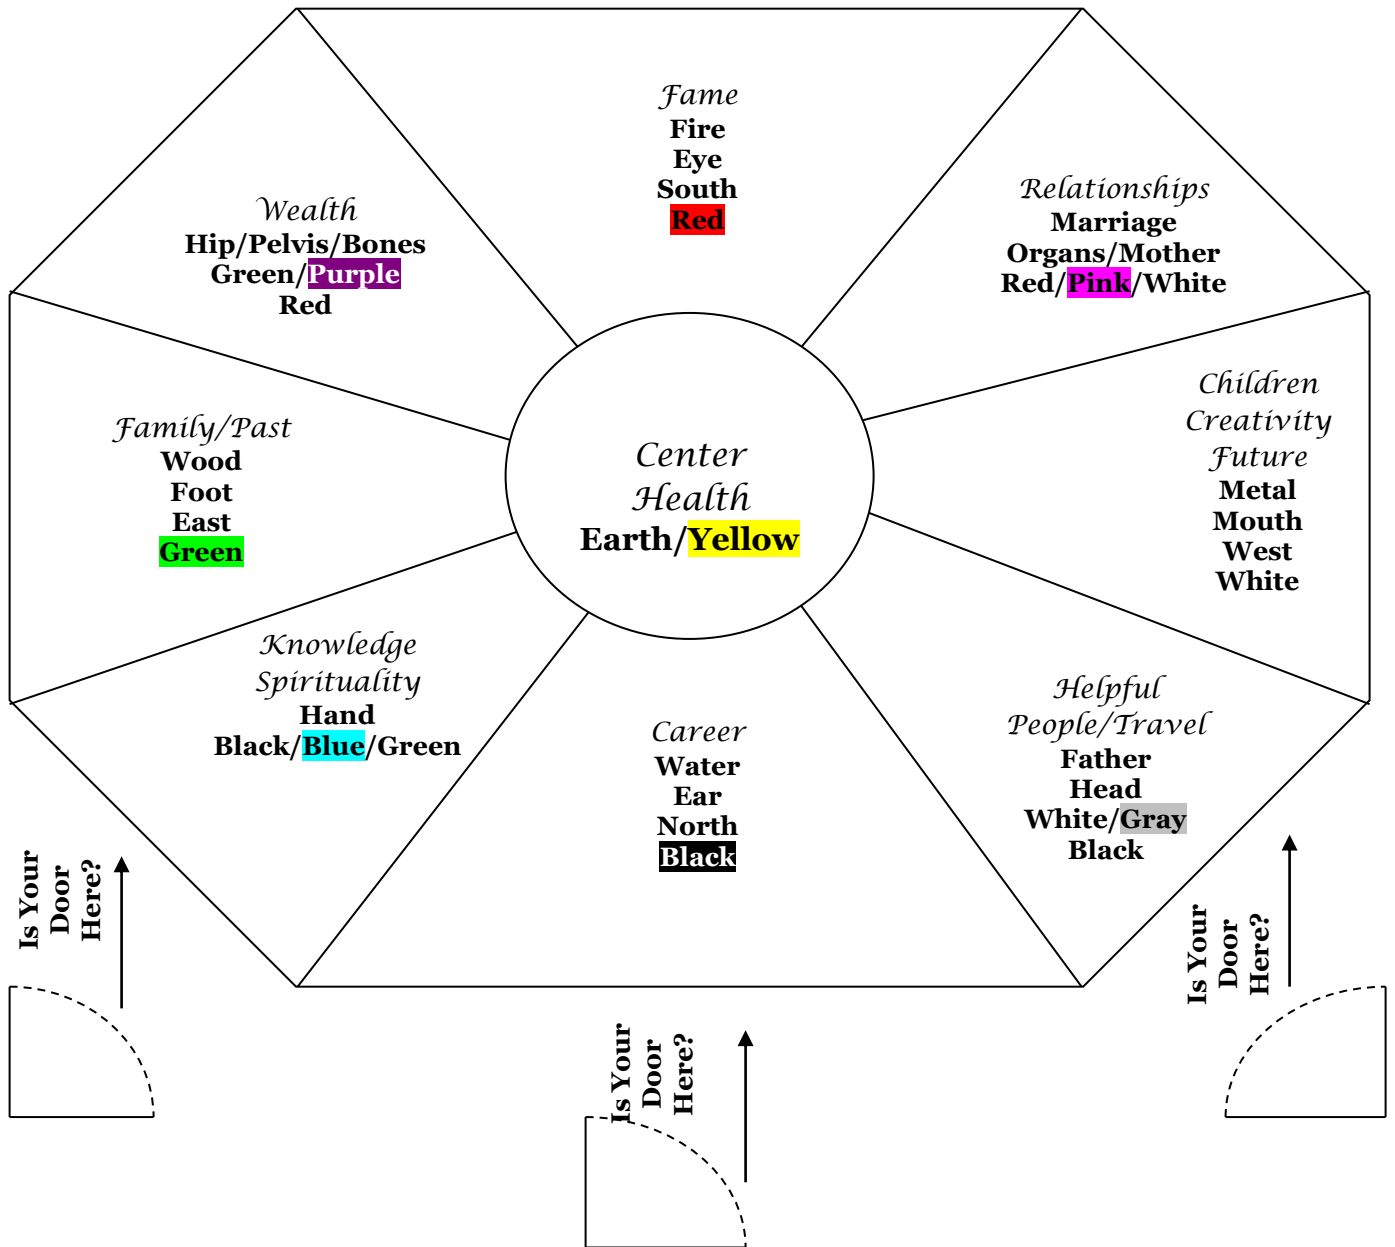 Fame
Fire
Eye
South
Red
Wealth
Hip/Pelvis/Bones
Green/Purple
Red
Relationships
Marriage
Organs/Mother
Red/Pink/White
Family/Past
Wood
Foot
East
Green
Center
Health
Earth/Yellow
Children
Creativity
Future
Metal
Mouth
West
White
Knowledge
Spirituality
Hand
Black/Blue/Green
Career
Water
Ear
North
Black
Helpful
People/Travel
Father
Head
White/Gray
Black
Is Your
Door
Here?
Is Your
Door
Here?
Is Your
Door
Here?